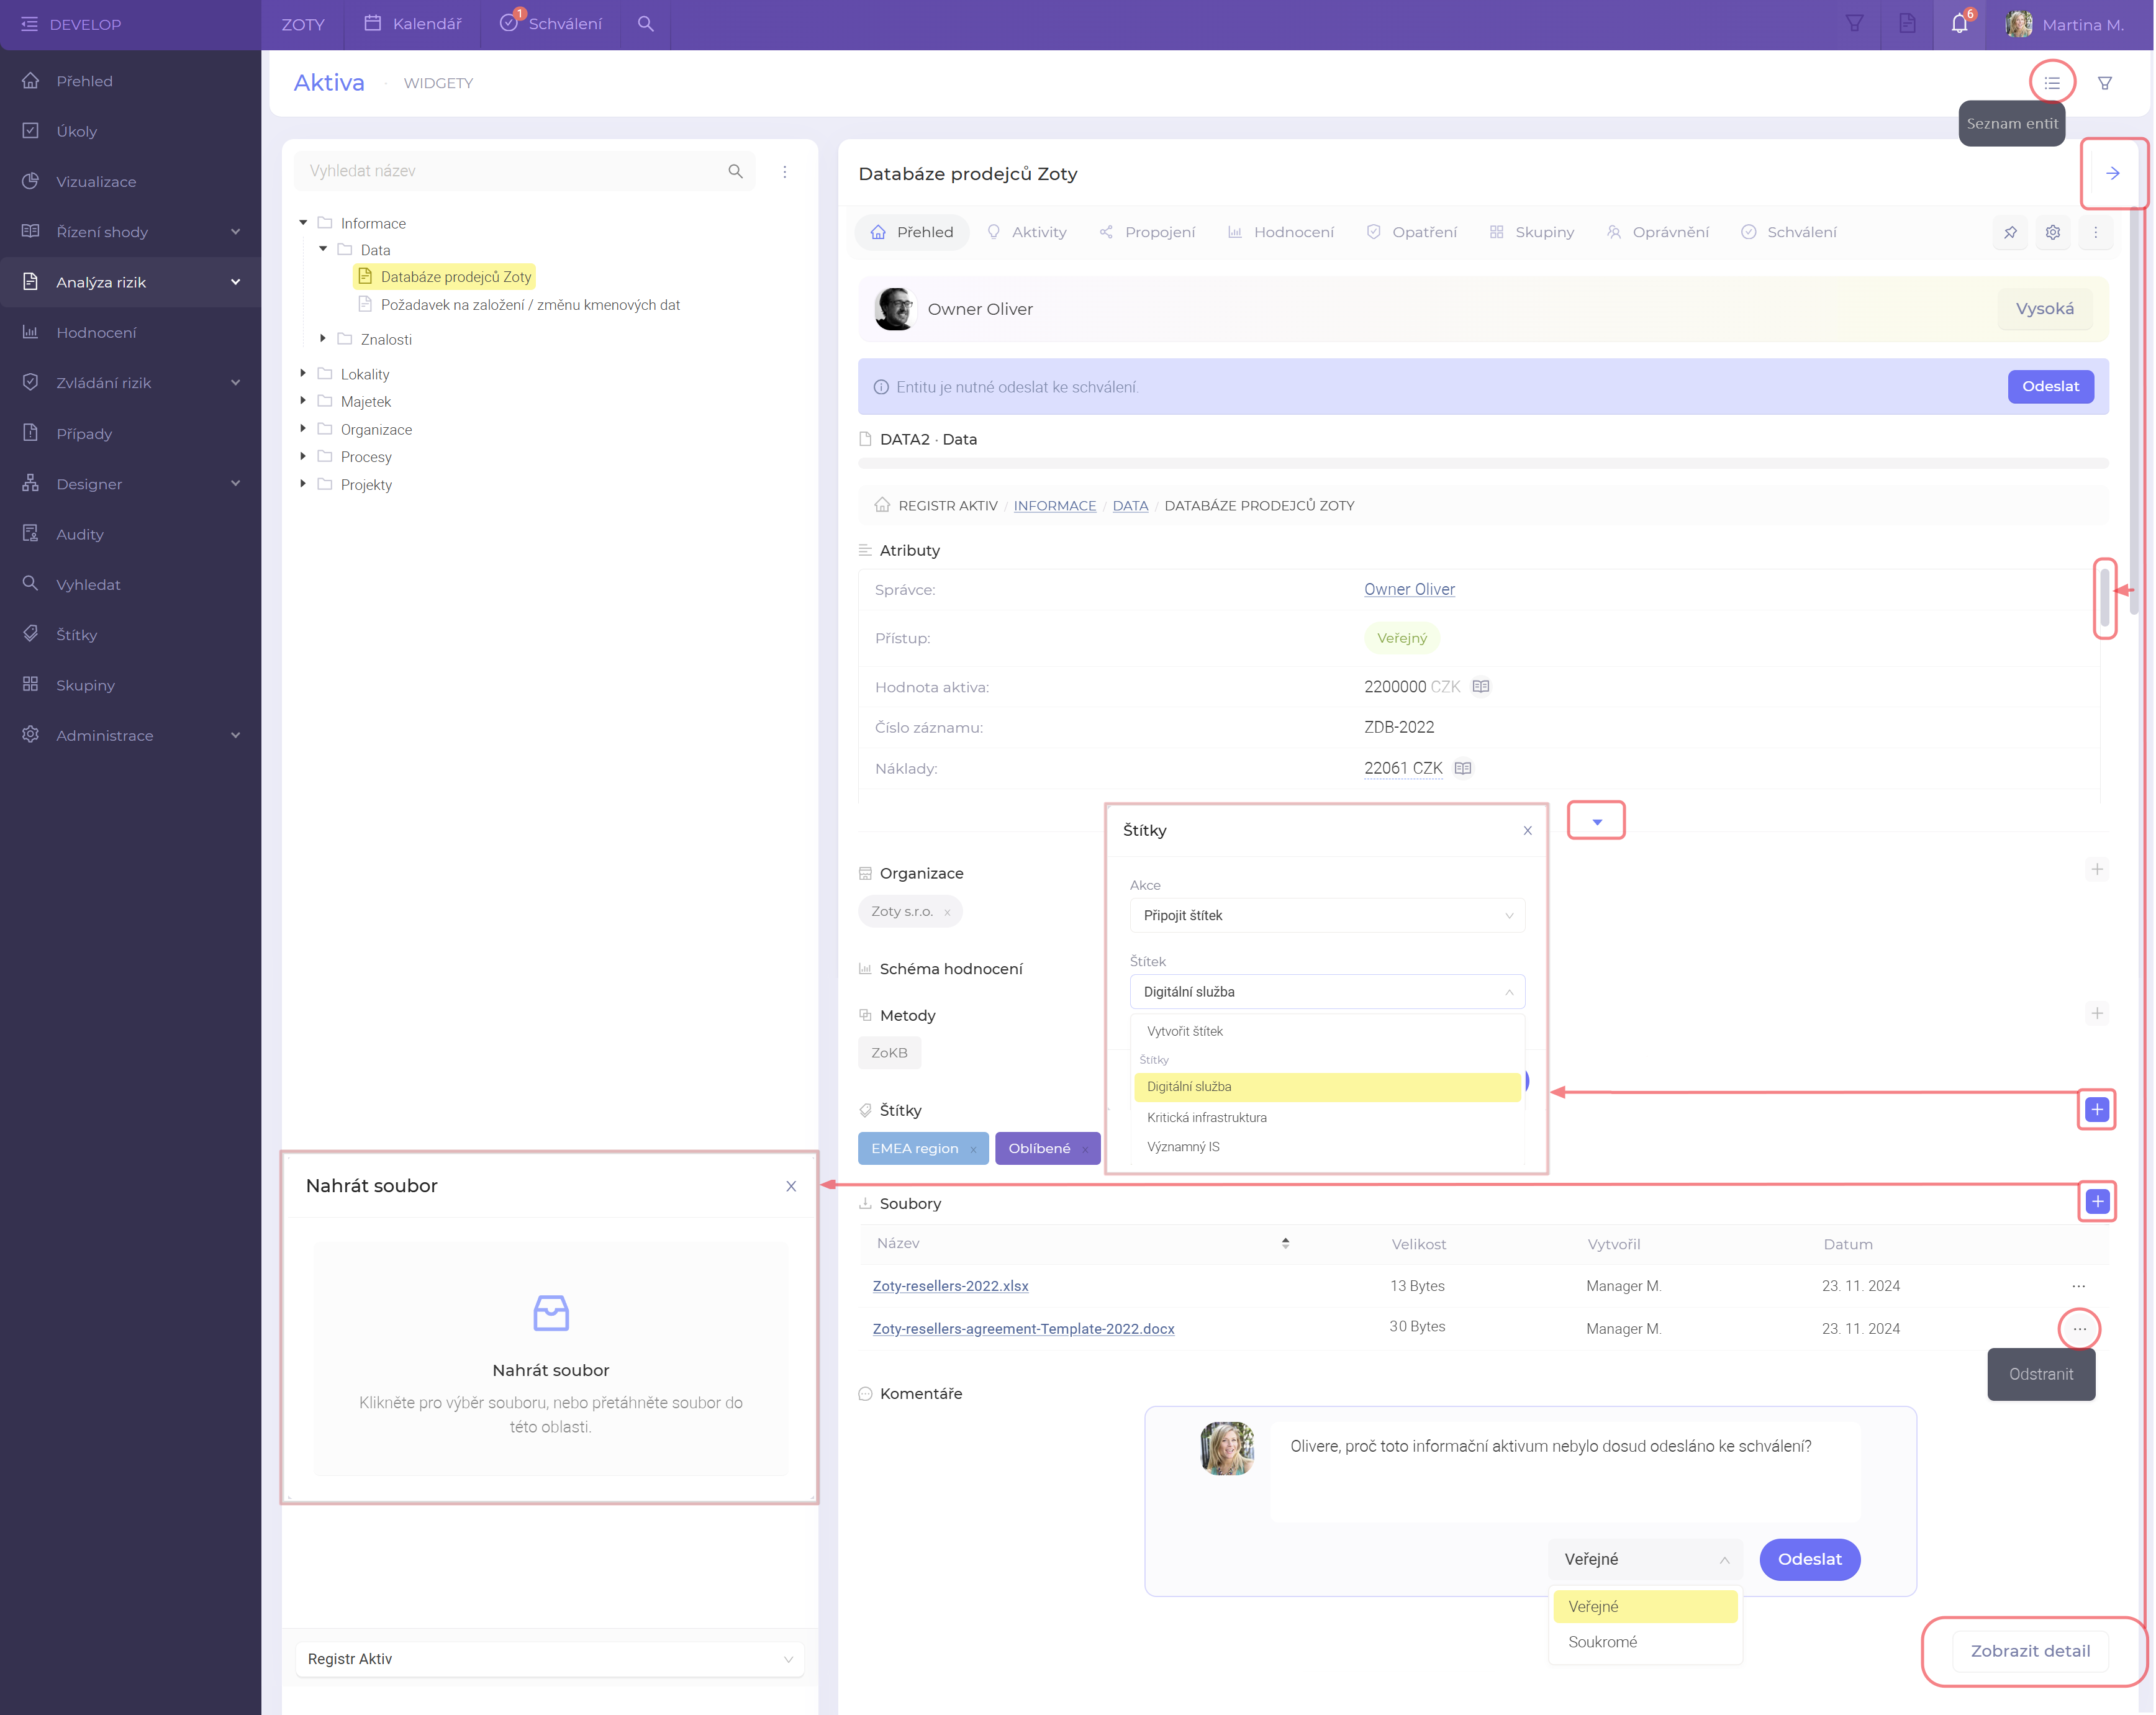 DEVELOP
ZOTY
Kalendář
1
Schválení
6
Martina M.
Přehled
Úkoly
Vizualizace
Řízení shody
Analýza rizik
Hodnocení
Zvládání rizik
Případy
Designer
Audity
Vyhledat
Štítky
Skupiny
Administrace
Aktiva · WIDGETY
Seznam entit
Vyhledat název
Informace
Data
Databáze prodejců Zoty
Požadavek na založení / změnu kmenových dat
Znalosti
Lokality
Majetek
Organizace
Procesy
Projekty
Nahrát soubor
X
Nahrát soubor
Klikněte pro výběr souboru, nebo přetáhněte soubor do
této oblasti.
Registr Aktiv
Databáze prodejců Zoty
Přehled
Aktivity
Propojení
Hodnocení
Opatření
Skupiny
Oprávnění
Schválení
Owner Oliver
Vysoká
Entitu je nutné odeslat ke schválení.
Odeslat
DATA2 · Data
REGISTR AKTIV / INFORMACE / DATA / DATABÁZE PRODEJCŮ ZOTY
Atributy
Správce: Owner Oliver
Přístup: Veřejný
Hodnota aktiva: 2200000 CZK
Číslo záznamu: ZDB-2022
Náklady: 22061 CZK
Organizace
Zoty s.r.o. x
Schéma hodnocení
Metody
ZoKB
Štítky
EMEA region x
Oblíbené x
Štítky
X
Akce
Připojit štítek
Štítek
Digitální služba
Vytvořit štítek
Štítky
Digitální služba
Kritická infrastruktura
Významný IS
Soubory
Název Velikost Vytvořil Datum
Zoty-resellers-2022.xlsx 13 Bytes Manager M. 23. 11. 2024 ...
Zoty-resellers-agreement-Template-2022.docx 30 Bytes Manager M. 23. 11. 2024 ...
Odstranit
Komentáře
Olivere, proč toto informační aktivum nebylo dosud odesláno ke schválení?
Veřejné
Odeslat
Veřejné
Soukromé
Zobrazit detail